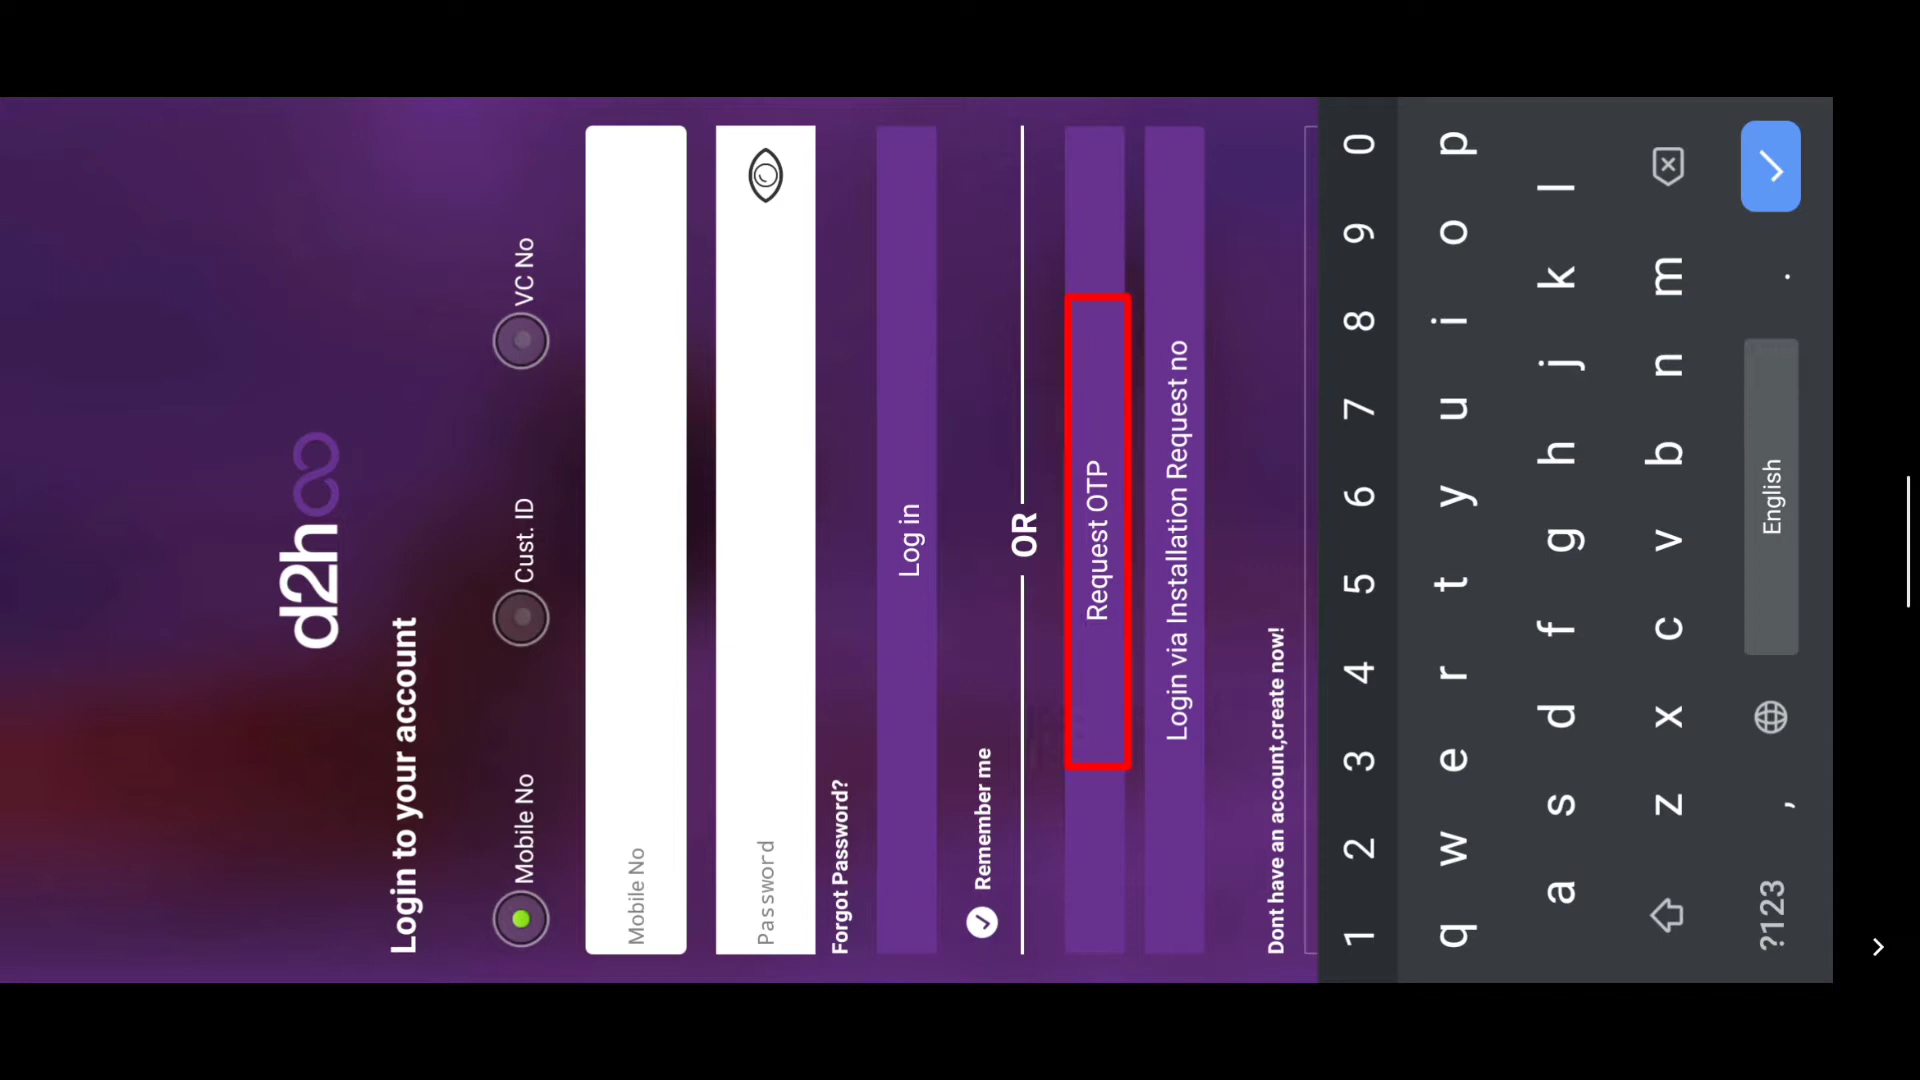 d2h
Login to your account
Mobile No Cust. ID VC No
Mobile No
Password
Forgot Password?
Log in
Remember me
OR
Request OTP
Login via Installation Request no
Dont have an account,create now!
1 2 3 4 5 6 7 8 9 0
q w e r t y u i o p
a s d f g h j k l
z x c v b n m
?123 , English .